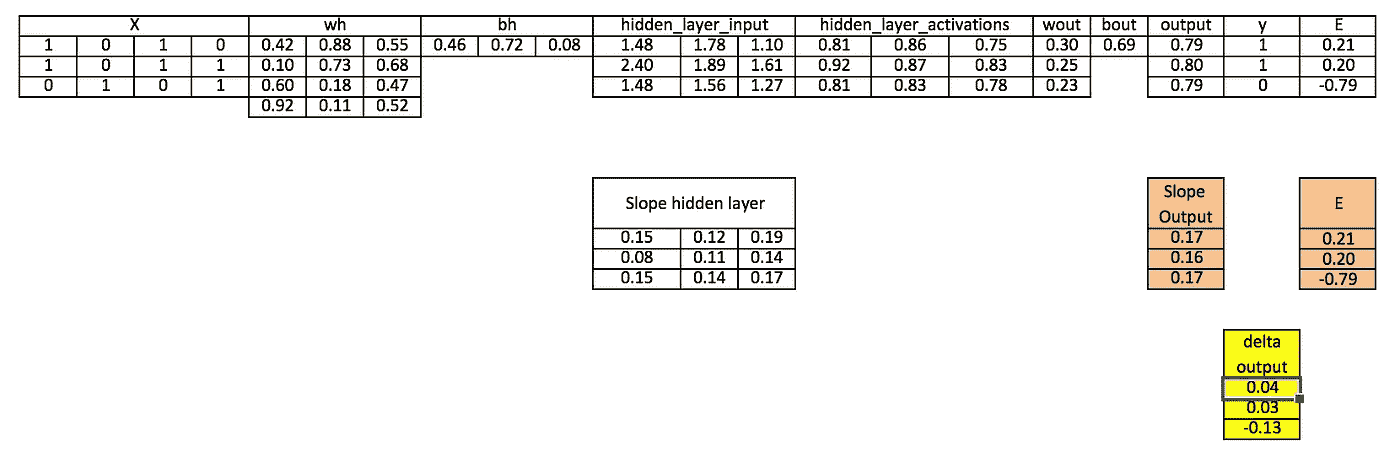 X wh bh hidden_layer_input hidden_layer_activations wout bout output y E
1 0 1 0 0.42 0.88 0.55 0.46 0.72 0.08 1.48 1.78 1.10 0.81 0.86 0.75 0.30 0.69 0.79 1 0.21
1 0 1 1 0.10 0.73 0.68 2.40 1.89 1.61 0.92 0.87 0.83 0.25 0.80 1 0.20
0 1 0 1 0.60 0.18 0.47 1.48 1.56 1.27 0.81 0.83 0.78 0.23 0.79 0 -0.79
0.92 0.11 0.52
Slope hidden layer
0.15 0.12 0.19
0.08 0.11 0.14
0.15 0.14 0.17
Slope
Output
0.17
0.16
0.17
E
0.21
0.20
-0.79
delta
output
0.04
0.03
-0.13